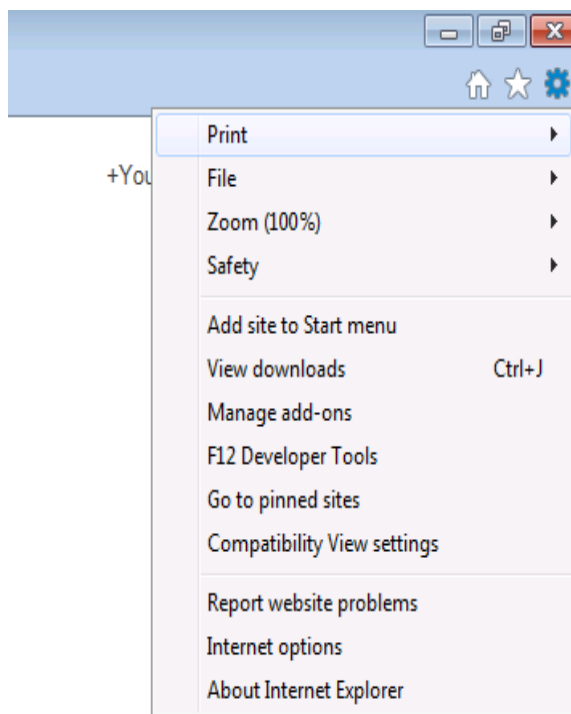 +You
Print
File
Zoom (100%)
Safety
Add site to Start menu
View downloads Ctrl+J
Manage add-ons
F12 Developer Tools
Go to pinned sites
Compatibility View settings
Report website problems
Internet options
About Internet Explorer